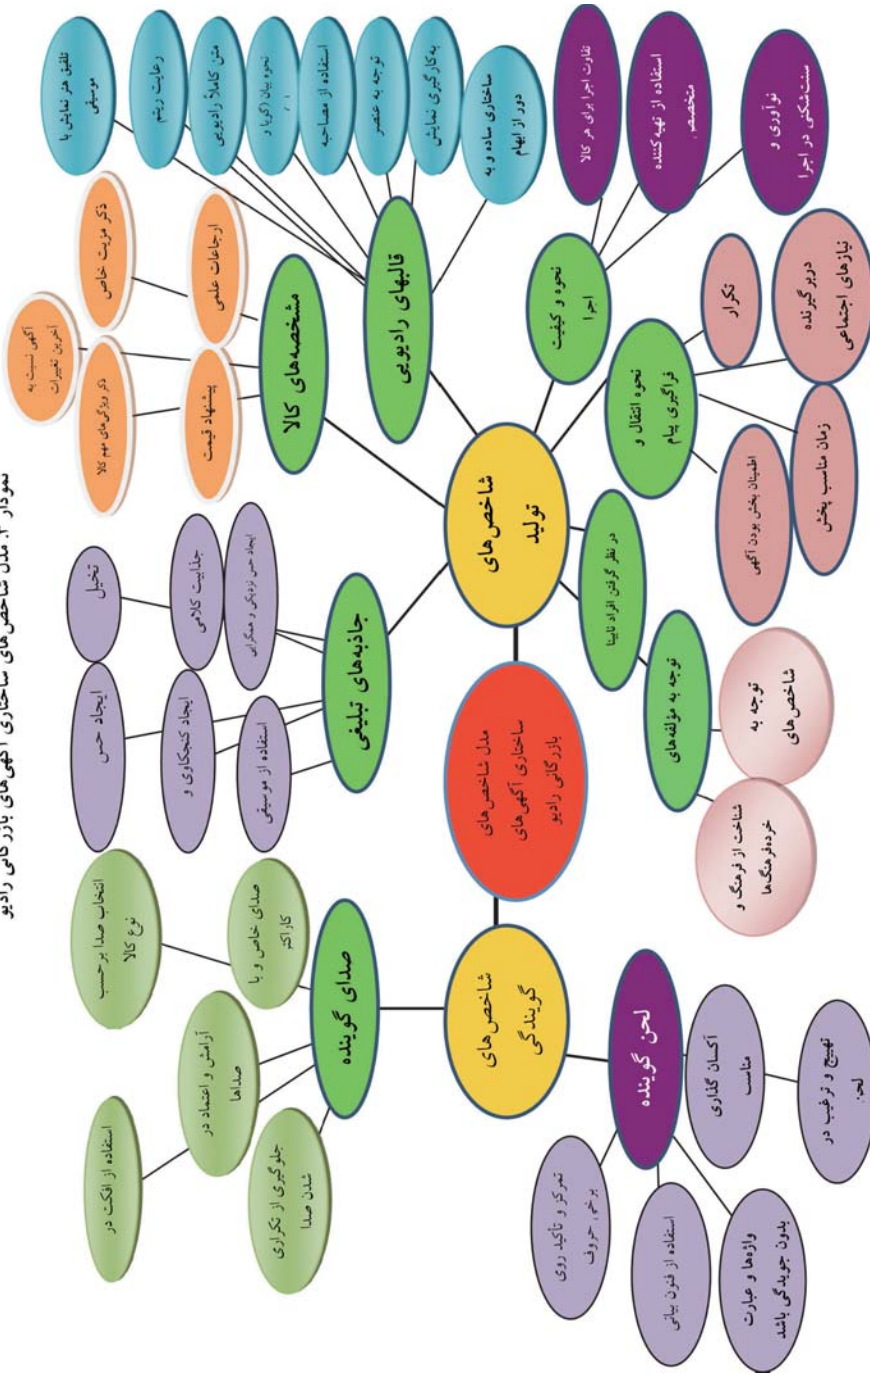 نمودار ۲. مدل شاخص‌های ساختاری آگهی‌های بازرگانی رادیو
تلفیق هنر نمایش با
موسیقی
رعایت ریتم
متن کاملاً رادیویی
نحوه بیان (گویا و
استفاده از مصاحبه
توجه به عنصر
به‌کارگیری نمایش
ساختاری ساده و به
دور از ابهام
تفاوت اجرا برای هر کالا
استفاده از تهیه‌کننده
متخصص
نوآوری و
سنت‌شکنی در اجرا
آگهی نسبت به
آخرین تغییرات
ذکر مزیت خاص
ارجاعات علمی
ذکر ویژگی‌های مهم کالا
پیشنهاد قیمت
مشخصه‌های کالا
قالبهای رادیویی
نحوه و کیفیت
اجرا
تکرار
دربرگیرنده
نیازهای اجتماعی
نحوه انتقال و
فراگیری پیام
زمان مناسب پخش
اطمینان بخش بودن آگهی
شاخص‌های
تولید
تخیل
جذابیت کلامی
ایجاد حس نزدیکی و همگرایی
ایجاد حس
ایجاد کنجکاوی و
استفاده از موسیقی
جاذبه‌های تبلیغی
در نظر گرفتن افراد نابینا
توجه به مؤلفه‌های
توجه به
شاخص‌های
شناخت از فرهنگ و
خرده‌فرهنگ‌ها
مدل شاخص‌های
ساختاری آگهی‌های
بازرگانی رادیو
انتخاب صدا برحسب
نوع کالا
صدای خاص و با
کاراکتر
آرامش و اعتماد در
صداها
استفاده از افکت در
جلوگیری از تکراری
شدن صدا
صدای گوینده
شاخص‌های
گویندگی
لحن گوینده
آکسان گذاری
مناسب
تهییج و ترغیب در
لحن
تمرکز و تأکید روی
برخی حروف
استفاده از فنون بیانی
واژه‌ها و عبارت
بدون جویدگی باشد